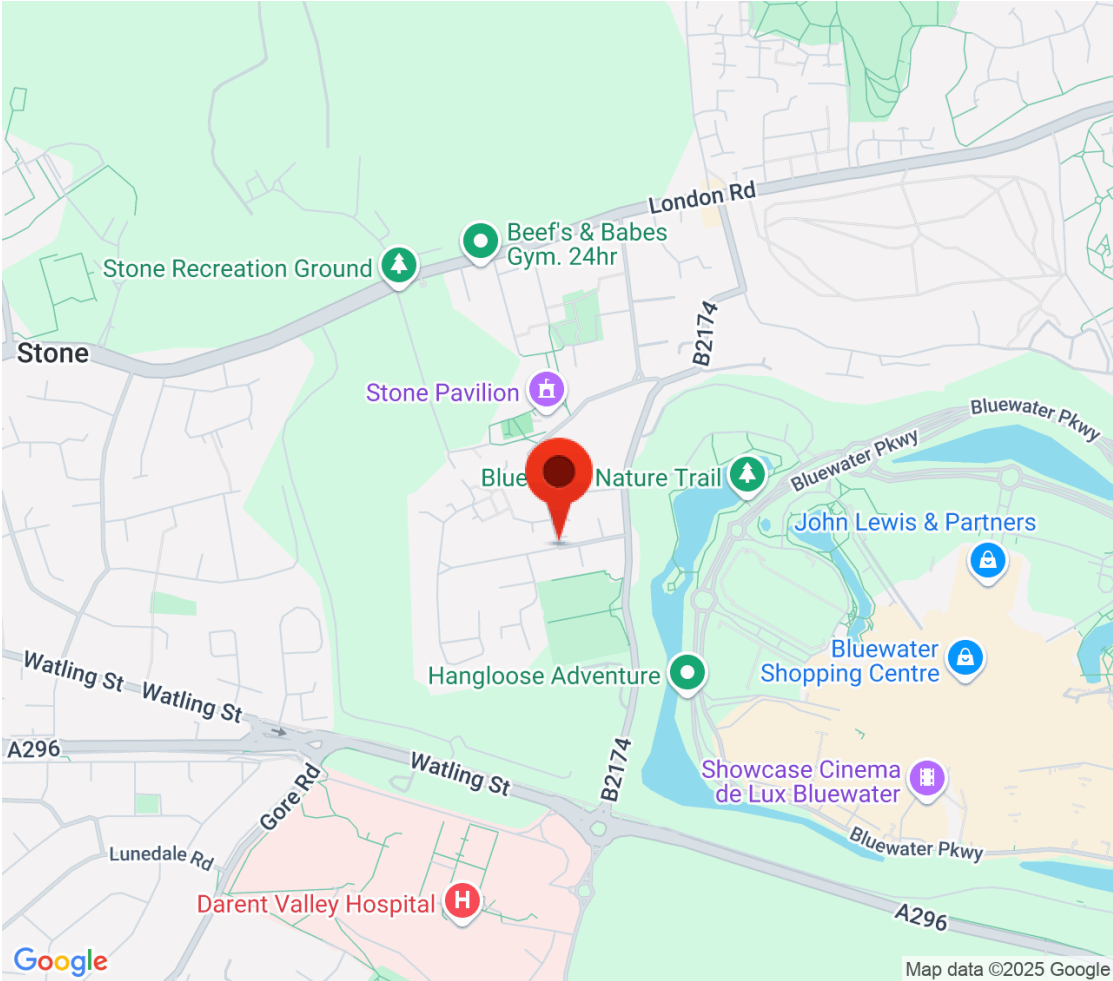 London Rd
Beef's & Babes
Gym. 24hr
Stone Recreation Ground
B2174
Stone
Stone Pavilion
Bluewater Pkwy
Bluewater Pkwy
Nature Trail
John Lewis & Partners
Bluewater
Shopping Centre
Hangloose Adventure
Watling St
Watling St
A296
Watling St
B2174
Gore Rd
Showcase Cinema
de Lux Bluewater
Bluewater Pkwy
Lunedale Rd
Darent Valley Hospital
H
A296
Google
Map data ©2025 Google